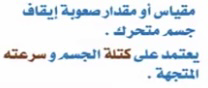 مقياس أو مقدار صعوبة إيقاف
جسم متحرك .
يعتمد على كتلة الجسم و سرعته
المتجهة .